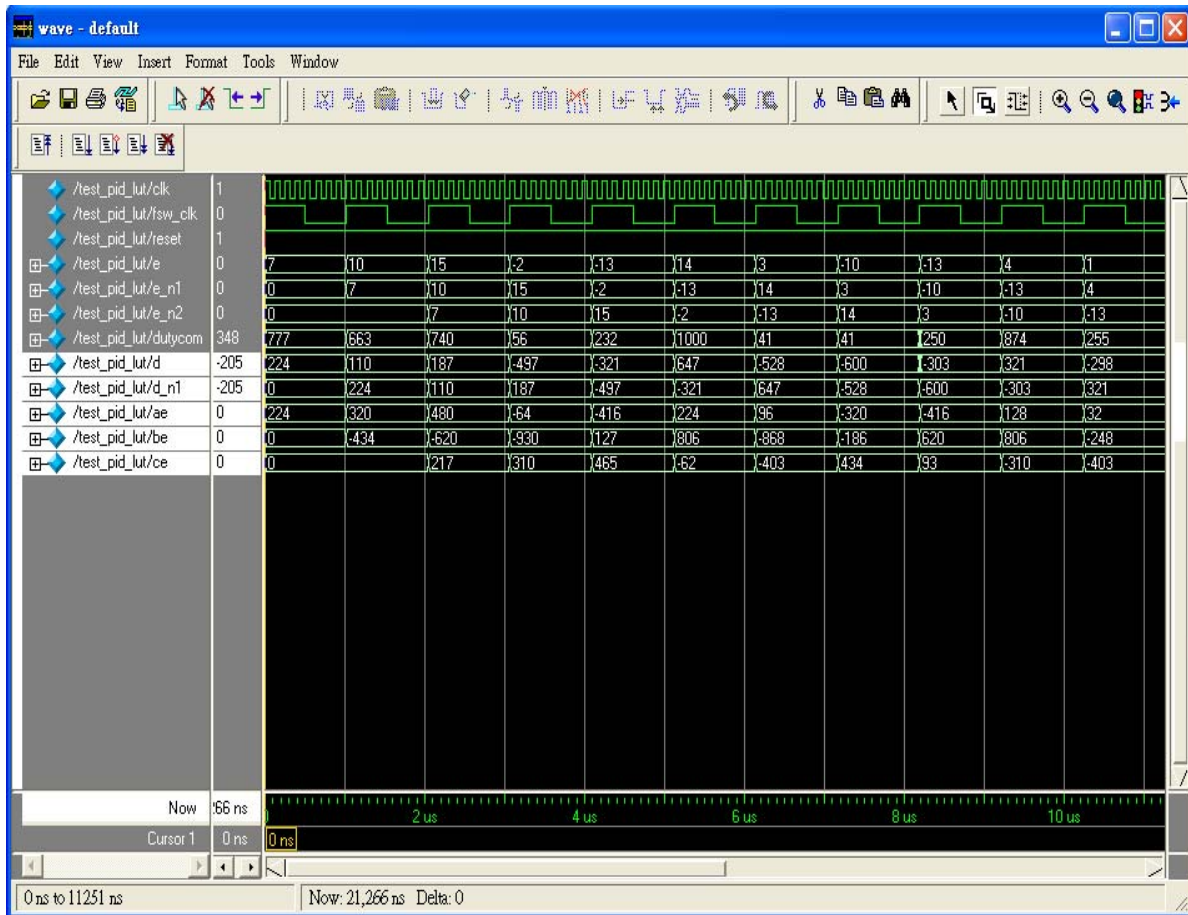 wave - default
File Edit View Insert Format Tools Window
/test_pid_lut/clk 1
/test_pid_lut/fsw_clk 0
/test_pid_lut/reset 1
/test_pid_lut/e 0 7 10 15 -2 -13 14 3 -10 -13 4 1
/test_pid_lut/e_n1 0 0 7 10 15 -2 -13 14 3 -10 -13 4
/test_pid_lut/e_n2 0 0 7 10 15 -2 -13 14 3 -10 -13
/test_pid_lut/dutycom 348 777 663 740 56 232 1000 41 41 250 874 255
/test_pid_lut/d -205 224 110 187 -497 -321 647 -528 -600 -303 321 -298
/test_pid_lut/d_n1 -205 0 224 110 187 -497 -321 647 -528 -600 -303 321
/test_pid_lut/ae 0 224 320 480 -64 -416 224 96 -320 -416 128 32
/test_pid_lut/be 0 0 -434 -620 -930 127 806 -868 -186 620 806 -248
/test_pid_lut/ce 0 0 217 310 465 -62 -403 434 93 -310 -403
Now 266 ns 2 us 4 us 6 us 8 us 10 us
Cursor 1 0 ns 0 ns
0 ns to 11251 ns Now: 21,266 ns Delta: 0